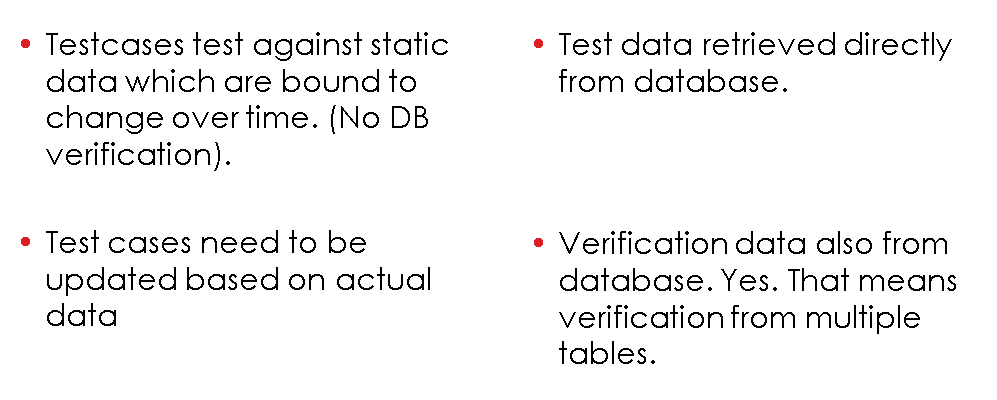 • Testcases test against static
data which are bound to
change over time. (No DB
verification).
• Test cases need to be
updated based on actual
data
• Test data retrieved directly
from database.
• Verification data also from
database. Yes. That means
verification from multiple
tables.